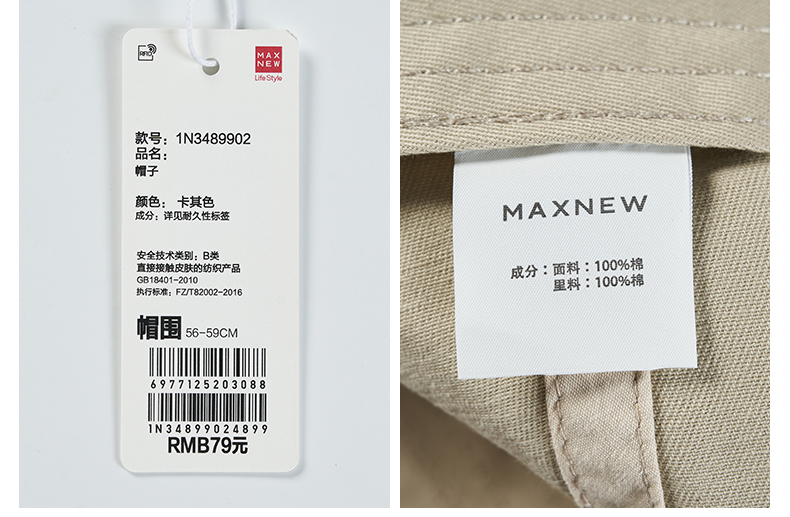 RFID
MAX
NEW
Life Style
款号：1N3489902
品名：
帽子
颜色： 卡其色
成分：详见耐久性标签
安全技术类别：B类
直接接触皮肤的纺织产品
GB18401-2010
执行标准：FZ/T82002-2016
帽围 56-59CM
6977125203088
1N34899024899
RMB79元
MAXNEW
成分：面料：100%棉
里料：100%棉